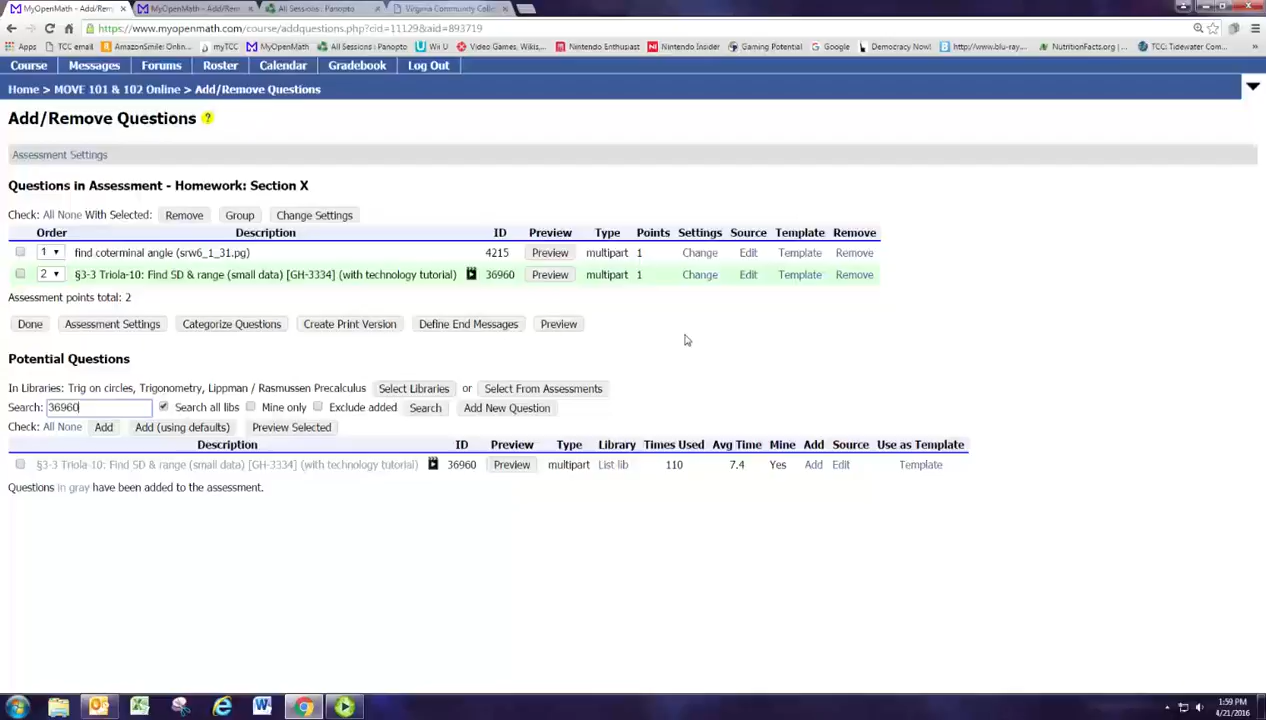 MyOpenMath - Add/Rem
MyOpenMath - Add/Rem
All Sessions: Panopto
Virginia Community Colle
https://www.myopenmath.com/course/addquestions.php?cid=11129&aid=893719
Apps TCC email AmazonSmile: Onlin... myTCC MyOpenMath All Sessions: Panopto Wii U Video Games, Wikis,... Nintendo Enthusiast Nintendo Insider Gaming Potential Google Democracy Now! http://www.blu-ray... NutritionFacts.org |... TCC: Tidewater Com...
Course Messages Forums Roster Calendar Gradebook Log Out
Home > MOVE 101 & 102 Online > Add/Remove Questions
Add/Remove Questions ?
Assessment Settings
Questions in Assessment - Homework: Section X
Check: All None With Selected: Remove Group Change Settings
Order Description ID Preview Type Points Settings Source Template Remove
1 find coterminal angle (srw6_1_31.pg) 4215 Preview multipart 1 Change Edit Template Remove
2 §3-3 Triola-10: Find SD & range (small data) [GH-3334] (with technology tutorial) 36960 Preview multipart 1 Change Edit Template Remove
Assessment points total: 2
Done Assessment Settings Categorize Questions Create Print Version Define End Messages Preview
Potential Questions
In Libraries: Trig on circles, Trigonometry, Lippman / Rasmussen Precalculus Select Libraries or Select From Assessments
Search: 36960 Search all libs Mine only Exclude added Search Add New Question
Check: All None Add Add (using defaults) Preview Selected
Description ID Preview Type Library Times Used Avg Time Mine Add Source Use as Template
§3-3 Triola-10: Find SD & range (small data) [GH-3334] (with technology tutorial) 36960 Preview multipart List lib 110 7.4 Yes Add Edit Template
Questions in gray have been added to the assessment.
1:59 PM
4/21/2016